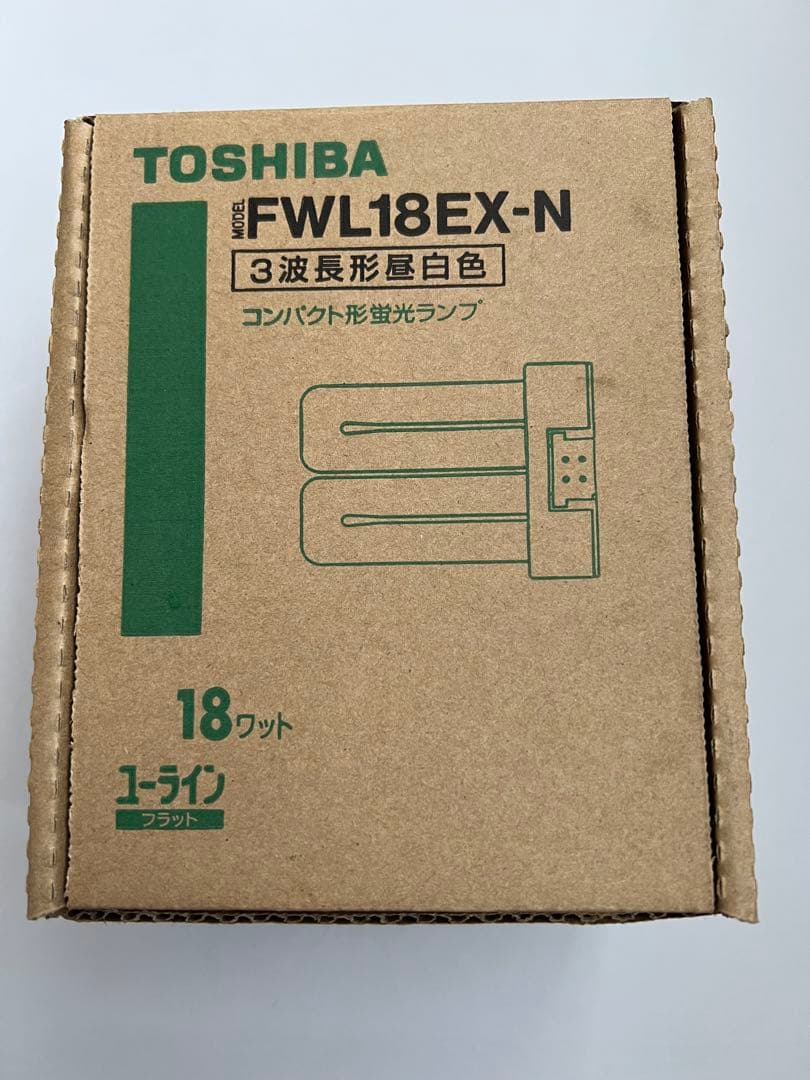 TOSHIBA
MODEL FWL18EX-N
3波長形昼白色
コンパクト形蛍光ランプ
18ワット
ユーライン
フラット